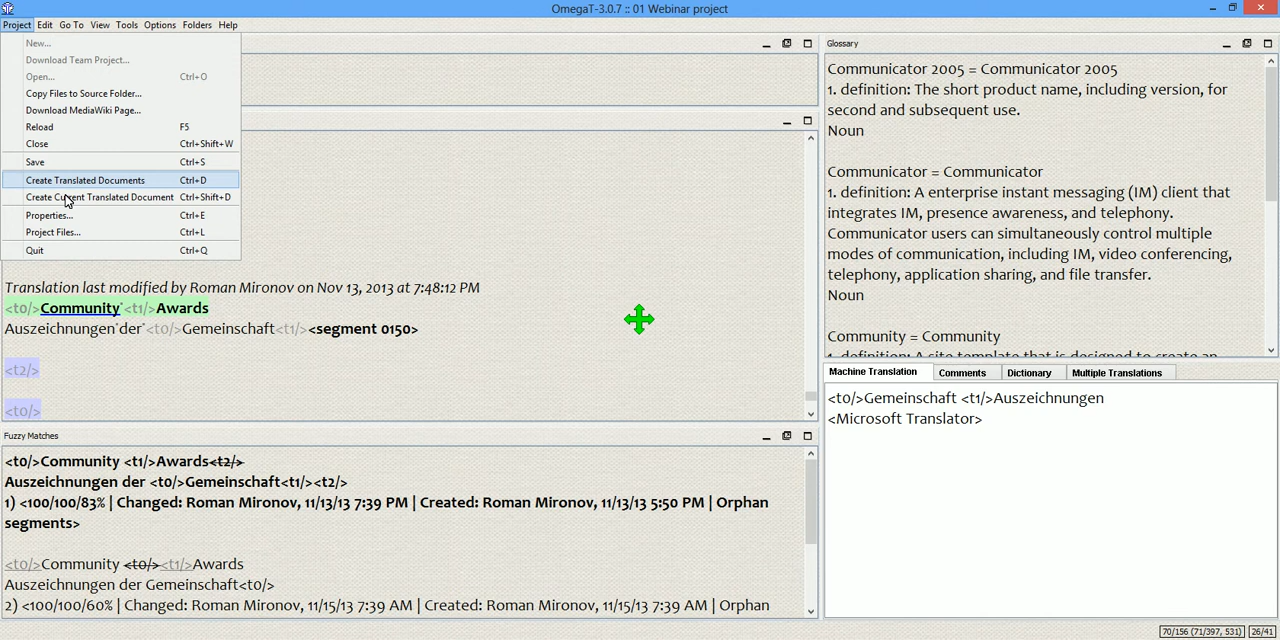 OmegaT-3.0.7 :: 01 Webinar project
Project Edit Go To View Tools Options Folders Help
New...
Download Team Project...
Open... Ctrl+O
Copy Files to Source Folder...
Download MediaWiki Page...
Reload F5
Close Ctrl+Shift+W
Save Ctrl+S
Create Translated Documents Ctrl+D
Create Current Translated Document Ctrl+Shift+D
Properties... Ctrl+E
Project Files... Ctrl+L
Quit Ctrl+Q
Translation last modified by Roman Mironov on Nov 13, 2013 at 7:48:12 PM
<t0/>Community <t1/>Awards
Auszeichnungen der <t0/>Gemeinschaft<t1/><segment 0150>
<t2/>
<t0/>
Fuzzy Matches
<t0/>Community <t1/>Awards<t2/>
Auszeichnungen der <t0/>Gemeinschaft<t1/><t2/>
1) <100/100/83% | Changed: Roman Mironov, 11/13/13 7:39 PM | Created: Roman Mironov, 11/13/13 5:50 PM | Orphan
segments>
<t0/>Community <t0/><t1/>Awards
Auszeichnungen der Gemeinschaft<t0/>
2) <100/100/60% | Changed: Roman Mironov, 11/15/13 7:39 AM | Created: Roman Mironov, 11/15/13 7:39 AM | Orphan
Glossary
Communicator 2005 = Communicator 2005
1. definition: The short product name, including version, for
second and subsequent use.
Noun
Communicator = Communicator
1. definition: A enterprise instant messaging (IM) client that
integrates IM, presence awareness, and telephony.
Communicator users can simultaneously control multiple
modes of communication, including IM, video conferencing,
telephony, application sharing, and file transfer.
Noun
Community = Community
1. definition: A site template that is designed to create an
Machine Translation Comments Dictionary Multiple Translations
<t0/>Gemeinschaft <t1/>Auszeichnungen
<Microsoft Translator>
70/156 (71/397, 531) 26/41